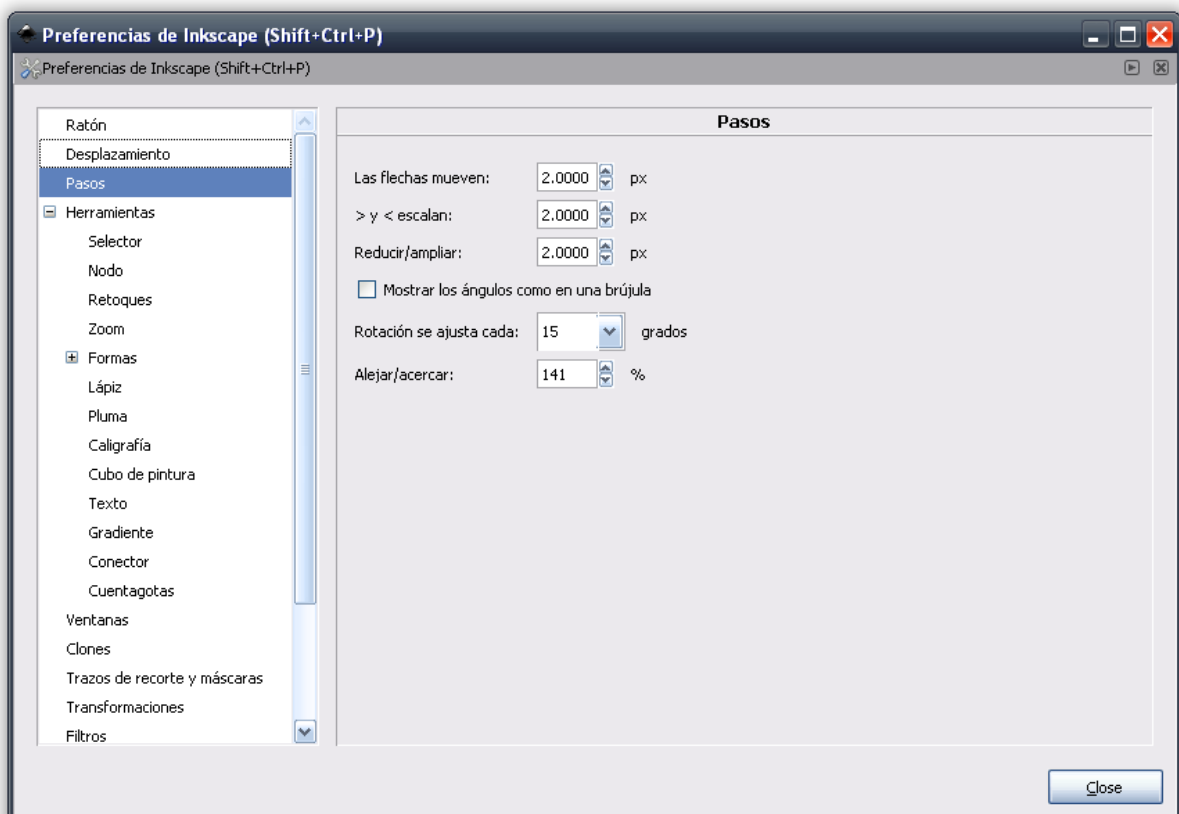 Preferencias de Inkscape (Shift+Ctrl+P)
Preferencias de Inkscape (Shift+Ctrl+P)
Ratón
Desplazamiento
Pasos
Herramientas
Selector
Nodo
Retoques
Zoom
Formas
Lápiz
Pluma
Caligrafía
Cubo de pintura
Texto
Gradiente
Conector
Cuentagotas
Ventanas
Clones
Trazos de recorte y máscaras
Transformaciones
Filtros
Pasos
Las flechas mueven: 2.0000 px
> y < escalan: 2.0000 px
Reducir/ampliar: 2.0000 px
Mostrar los ángulos como en una brújula
Rotación se ajusta cada: 15 grados
Alejar/acercar: 141 %
Close